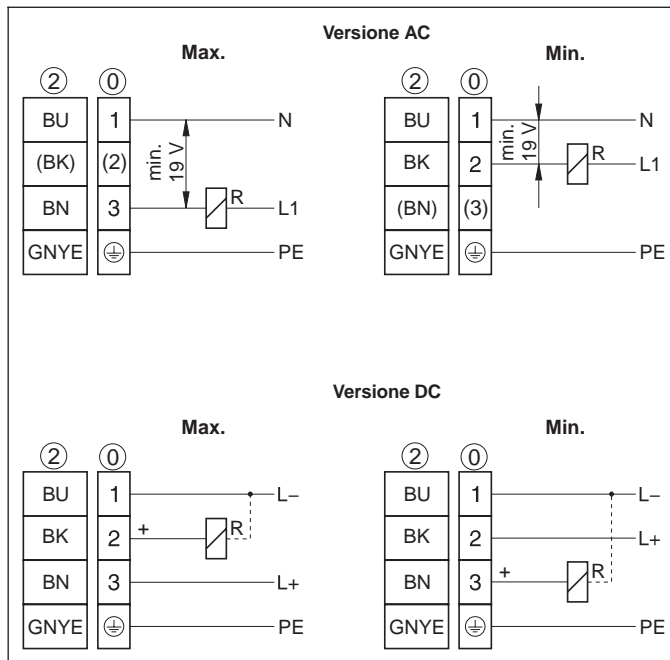 Versione AC
Max.
② ⓪
BU 1 N
(BK) (2)
min. 19 V
BN 3 R L1
GNYE PE
Min.
② ⓪
BU 1 N
BK 2 R L1
min. 19 V
(BN) (3)
GNYE PE
Versione DC
Max.
② ⓪
BU 1 L–
BK 2 + R
BN 3 L+
GNYE PE
Min.
② ⓪
BU 1 L–
BK 2 L+
BN 3 + R
GNYE PE